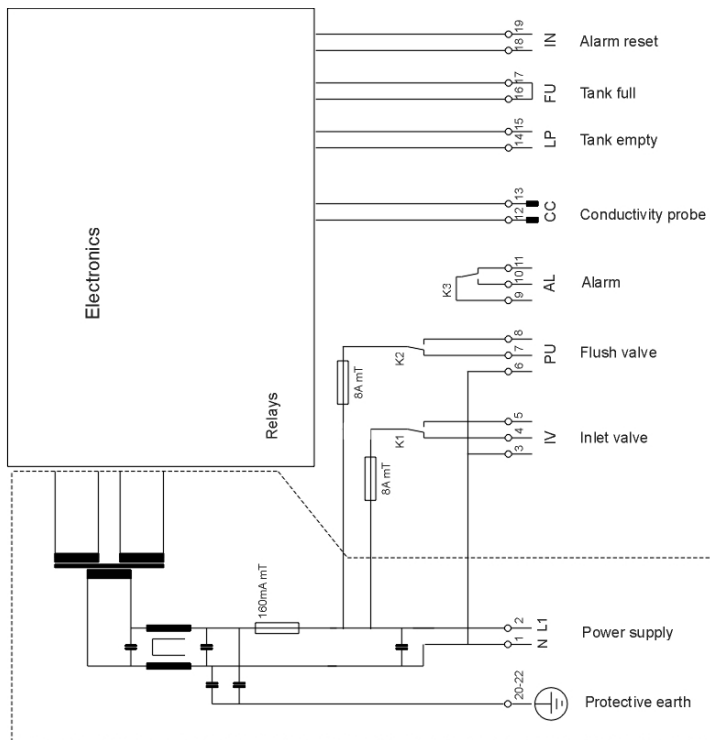 19
18
IN
Alarm reset
17
16
FU
Tank full
15
14
LP
Tank empty
13
12
CC
Conductivity probe
Electronics
11
10
9
K3
AL
Alarm
8
7
6
K2
PU
Flush valve
8A mT
Relays
5
4
3
K1
IV
Inlet valve
8A mT
160mA mT
2
1
L1
N
Power supply
20-22
Protective earth